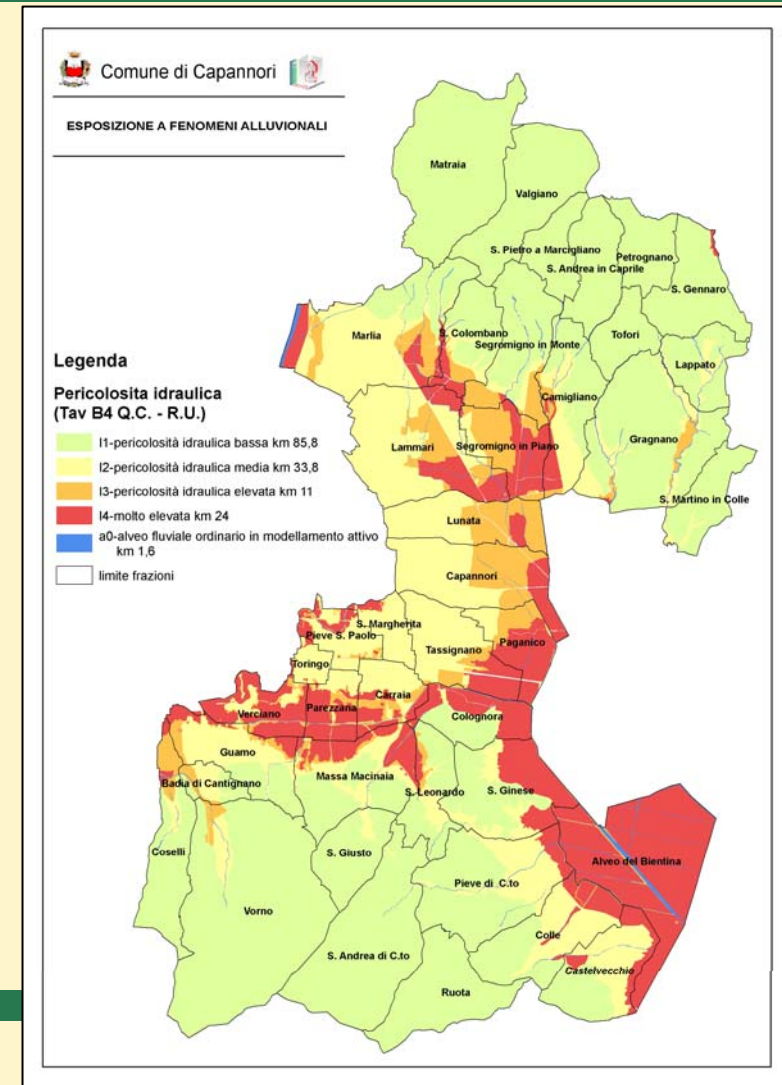 Comune di Capannori
ESPOSIZIONE A FENOMENI ALLUVIONALI
Matraia
Valgiano
S. Pietro a Marcigliano
Petrognano
S. Andrea in Caprile
S. Gennaro
Marlia
S. Colombano
Segromigno in Monte
Tofori
Lappato
Camigliano
Gragnano
Lammari
Segromigno in Piano
S. Martino in Colle
Legenda
Pericolosita idraulica
(Tav B4 Q.C. - R.U.)
I1-pericolosità idraulica bassa km 85,8
I2-pericolosità idraulica media km 33,8
I3-pericolosità idraulica elevata km 11
I4-molto elevata km 24
a0-alveo fluviale ordinario in modellamento attivo
km 1,6
limite frazioni
Lunata
Capannori
S. Margherita
Pieve S. Paolo
Paganico
Tassignano
Toringo
Carraia
Verciano
Parezzana
Colognora
Guamo
Massa Macinaia
Badia di Cantignano
S. Leonardo
S. Ginese
Coselli
S. Giusto
Alveo del Bientina
Pieve di C.to
Vorno
Colle
S. Andrea di C.to
Castelvecchio
Ruota